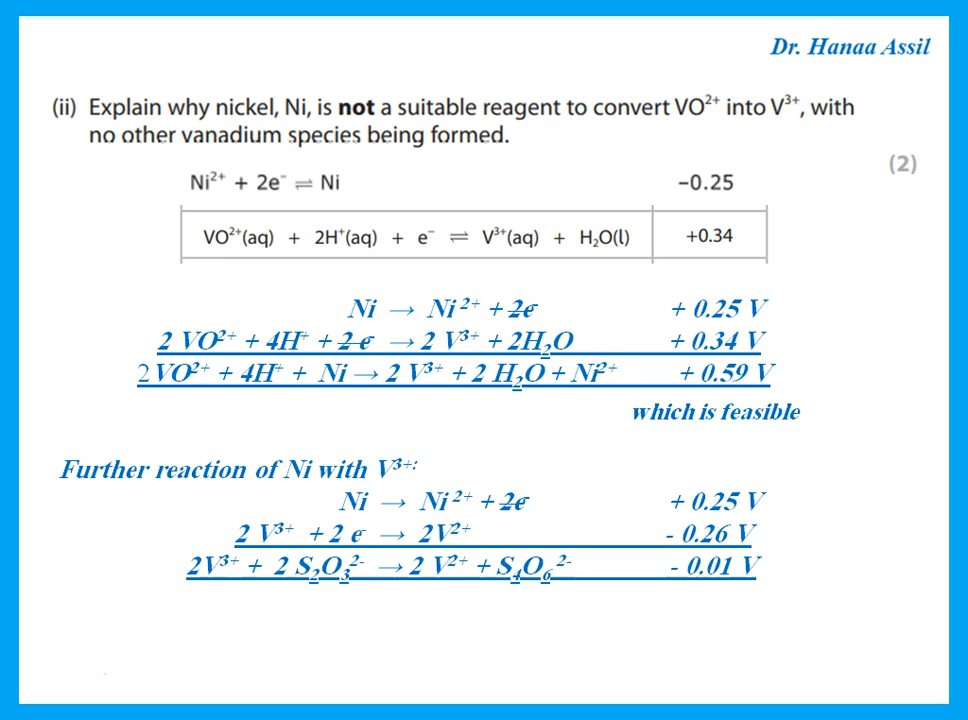 Dr. Hanaa Assil
(ii) Explain why nickel, Ni, is not a suitable reagent to convert VO²⁺ into V³⁺, with
no other vanadium species being formed.
(2)
Ni²⁺ + 2e⁻ ⇌ Ni −0.25
VO²⁺(aq) + 2H⁺(aq) + e⁻ ⇌ V³⁺(aq) + H₂O(l) +0.34
Ni → Ni²⁺ + 2e⁻ + 0.25 V
2 VO²⁺ + 4H⁺ + 2 e⁻ → 2 V³⁺ + 2H₂O + 0.34 V
2 VO²⁺ + 4H⁺ + Ni → 2 V³⁺ + 2 H₂O + Ni²⁺ + 0.59 V
which is feasible
Further reaction of Ni with V³⁺:
Ni → Ni²⁺ + 2e⁻ + 0.25 V
2 V³⁺ + 2 e⁻ → 2V²⁺ - 0.26 V
2V³⁺ + 2 S₂O₃²⁻ → 2 V²⁺ + S₄O₆²⁻ - 0.01 V